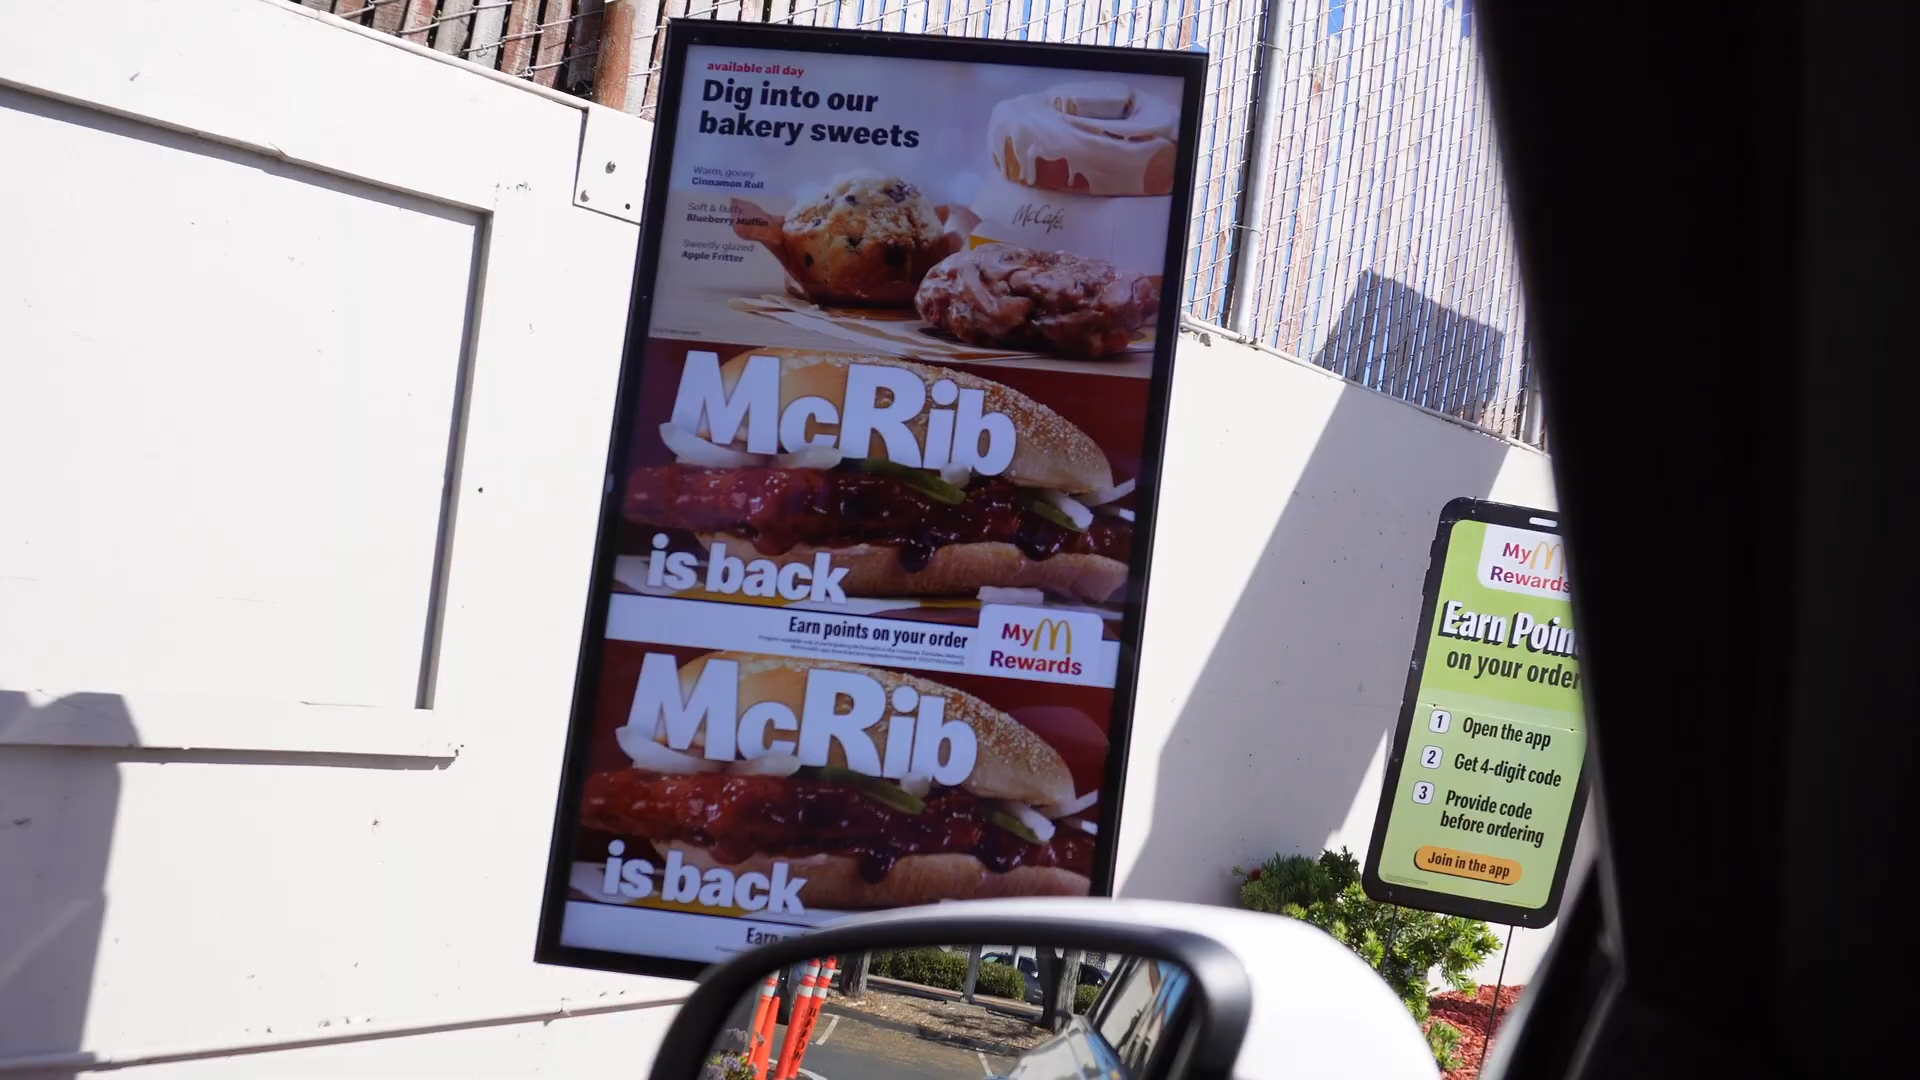 available all day
Dig into our
bakery sweets
Warm, gooey
Cinnamon Roll
Soft & fluffy
Blueberry Muffin
Sweetly glazed
Apple Fritter
McCafé
McRib
is back
Earn points on your order
My
Rewards
McRib
is back
Earn
My
Rewards
Earn Poin
on your order
1 Open the app
2 Get 4-digit code
3 Provide code
before ordering
Join in the app